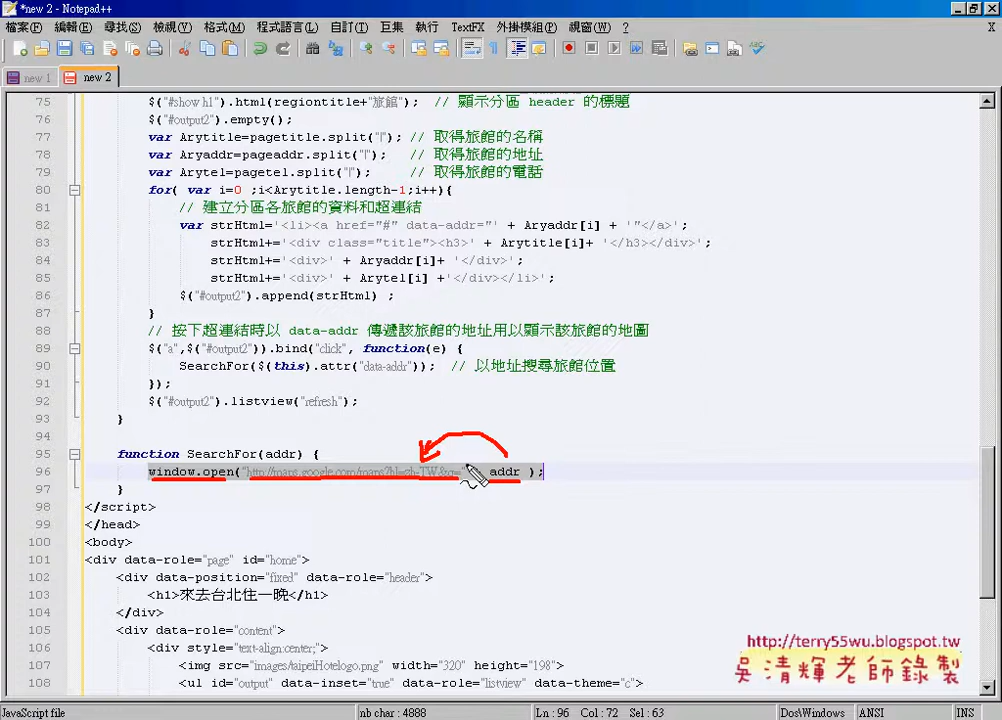 *new 2 - Notepad++
檔案(F) 編輯(E) 尋找(S) 檢視(V) 格式(M) 程式語言(L) 自訂(T) 巨集 執行 TextFX 外掛模組(P) 視窗(W) ? X
new 1 new 2
75 $("#show h1").html(regiontitle+"旅館"); // 顯示分區 header 的標題
76 $("#output2").empty();
77 var Arytitle=pagetitle.split("|"); // 取得旅館的名稱
78 var Aryaddr=pageaddr.split("|"); // 取得旅館的地址
79 var Arytel=pagetel.split("|"); // 取得旅館的電話
80 for( var i=0 ;i<Arytitle.length-1;i++){
81 // 建立分區各旅館的資料和超連結
82 var strHtml='<li><a href="#" data-addr="' + Aryaddr[i] + '"</a>';
83 strHtml+='<div class="title"><h3>' + Arytitle[i]+ '</h3></div>';
84 strHtml+='<div>' + Aryaddr[i]+ '</div>';
85 strHtml+='<div>' + Arytel[i] +'</div></li>';
86 $("#output2").append(strHtml) ;
87 }
88 // 按下超連結時以 data-addr 傳遞該旅館的地址用以顯示該旅館的地圖
89 $("a",$("#output2")).bind("click", function(e) {
90 SearchFor($(this).attr("data-addr")); // 以地址搜尋旅館位置
91 });
92 $("#output2").listview("refresh");
93 }
94
95 function SearchFor(addr) {
96 window.open("http://maps.google.com/maps?hl=zh-TW&q=" addr );
97 }
98 </script>
99 </head>
100 <body>
101 <div data-role="page" id="home">
102 <div data-position="fixed" data-role="header">
103 <h1>來去台北住一晚</h1>
104 </div>
105 <div data-role="content">
106 <div style="text-align:center;">
107 <img src="images/taipeiHotelogo.png" width="320" height="198">
108 <ul id="output" data-inset="true" data-role="listview" data-theme="c">
http://terry55wu.blogspot.tw
吳清輝老師錄製
JavaScript file nb char : 4888 Ln : 96 Col : 72 Sel : 63 Dos\Windows ANSI INS